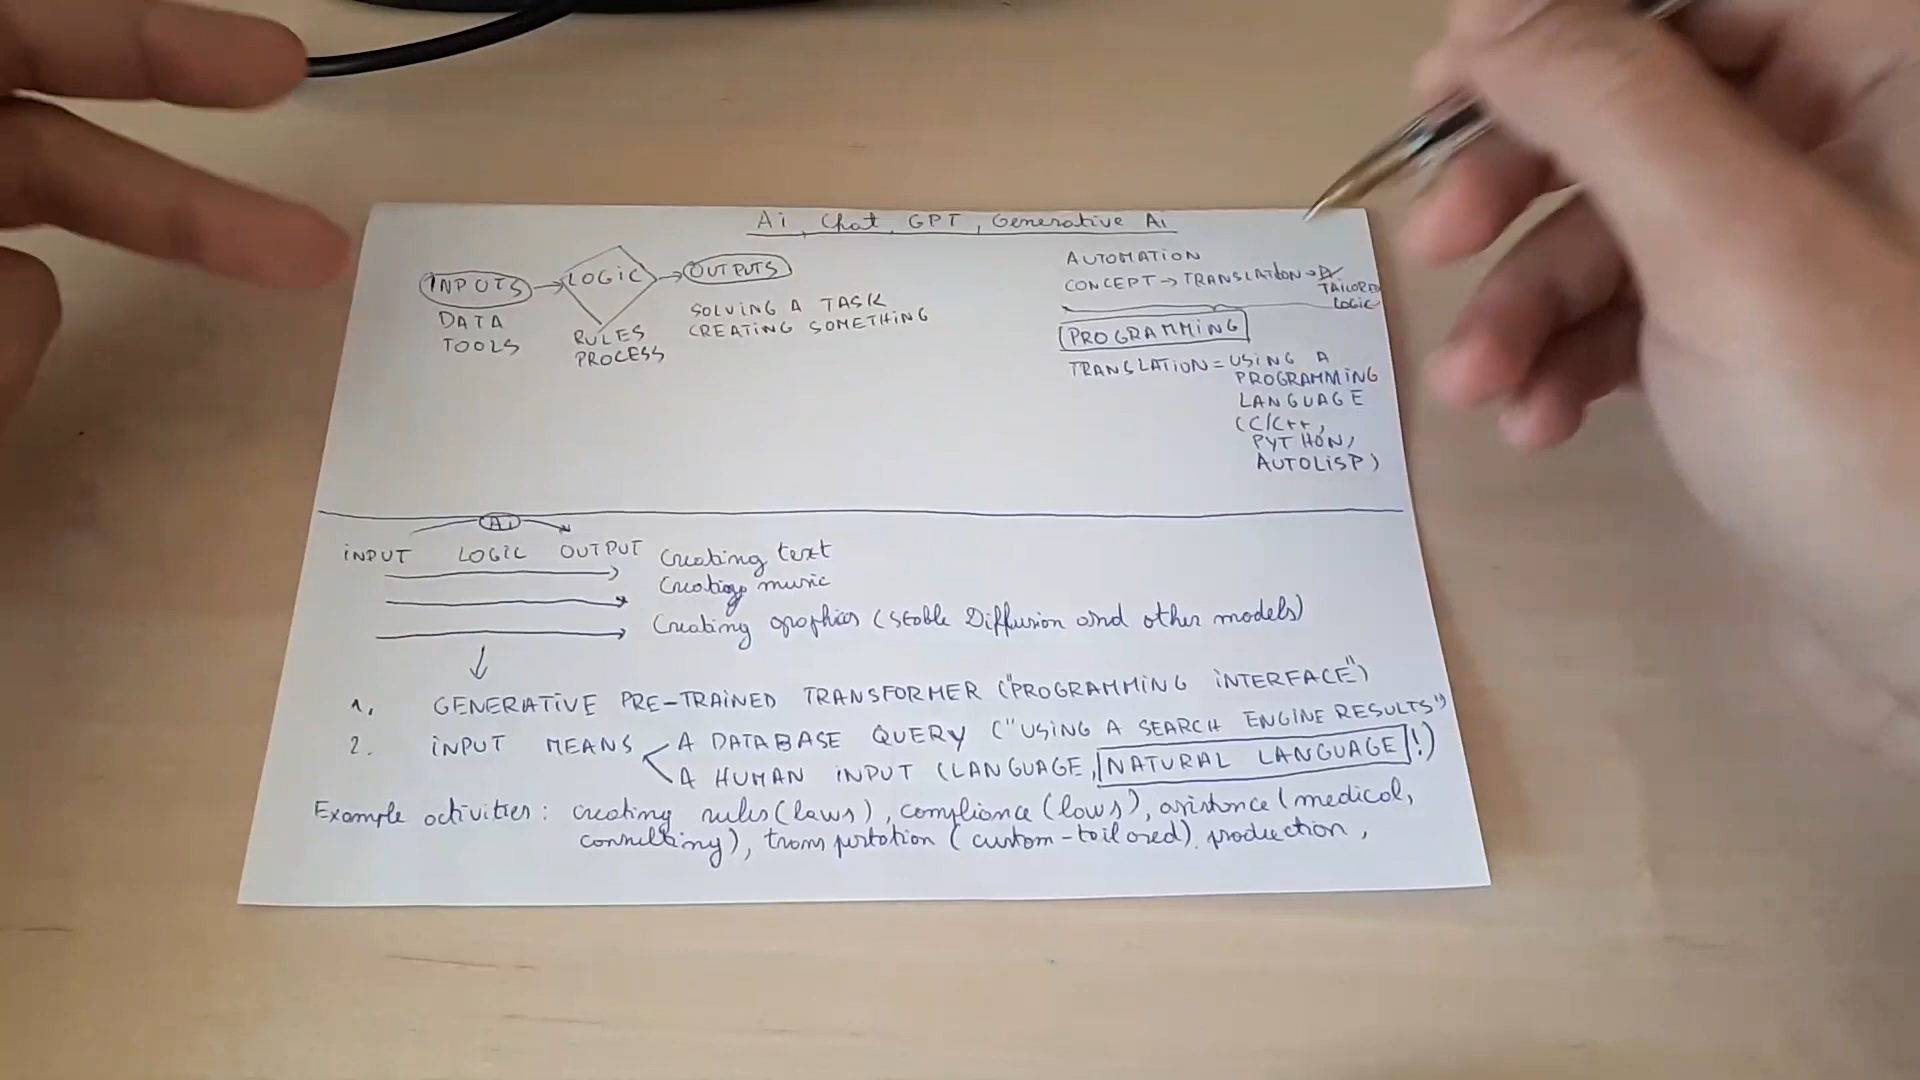 Ai, Chat GPT, Generative Ai
INPUTS → LOGIC → OUTPUTS
DATA
TOOLS
RULES
PROCESS
SOLVING A TASK
CREATING SOMETHING
AUTOMATION
CONCEPT → TRANSLATION → A
TAILORED
LOGIC
PROGRAMMING
TRANSLATION = USING A
PROGRAMMING
LANGUAGE
(C/C++,
PYTHON,
AUTOLISP)
Ai
INPUT LOGIC OUTPUT
Creating text
Creating music
Creating graphics (Stable Diffusion and other models)
1. GENERATIVE PRE-TRAINED TRANSFORMER ("PROGRAMMING INTERFACE")
2. INPUT MEANS A DATABASE QUERY ("USING A SEARCH ENGINE RESULTS")
A HUMAN INPUT (LANGUAGE, NATURAL LANGUAGE!)
Example activities: creating rules (laws), compliance (laws), asistance (medical,
consulting), transportation (custom-tailored), production,